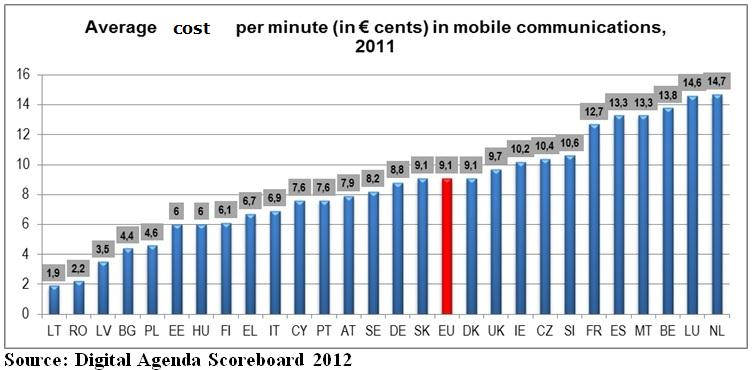 Average cost per minute (in € cents) in mobile communications,
2011
16
14
12
10
8
6
4
2
0
1,9 2,2 3,5 4,4 4,6 6 6 6,1 6,7 6,9 7,6 7,6 7,9 8,2 8,8 9,1 9,1 9,1 9,7 10,2 10,4 10,6 12,7 13,3 13,3 13,8 14,6 14,7
LT RO LV BG PL EE HU FI EL IT CY PT AT SE DE SK EU DK UK IE CZ SI FR ES MT BE LU NL
Source: Digital Agenda Scoreboard 2012